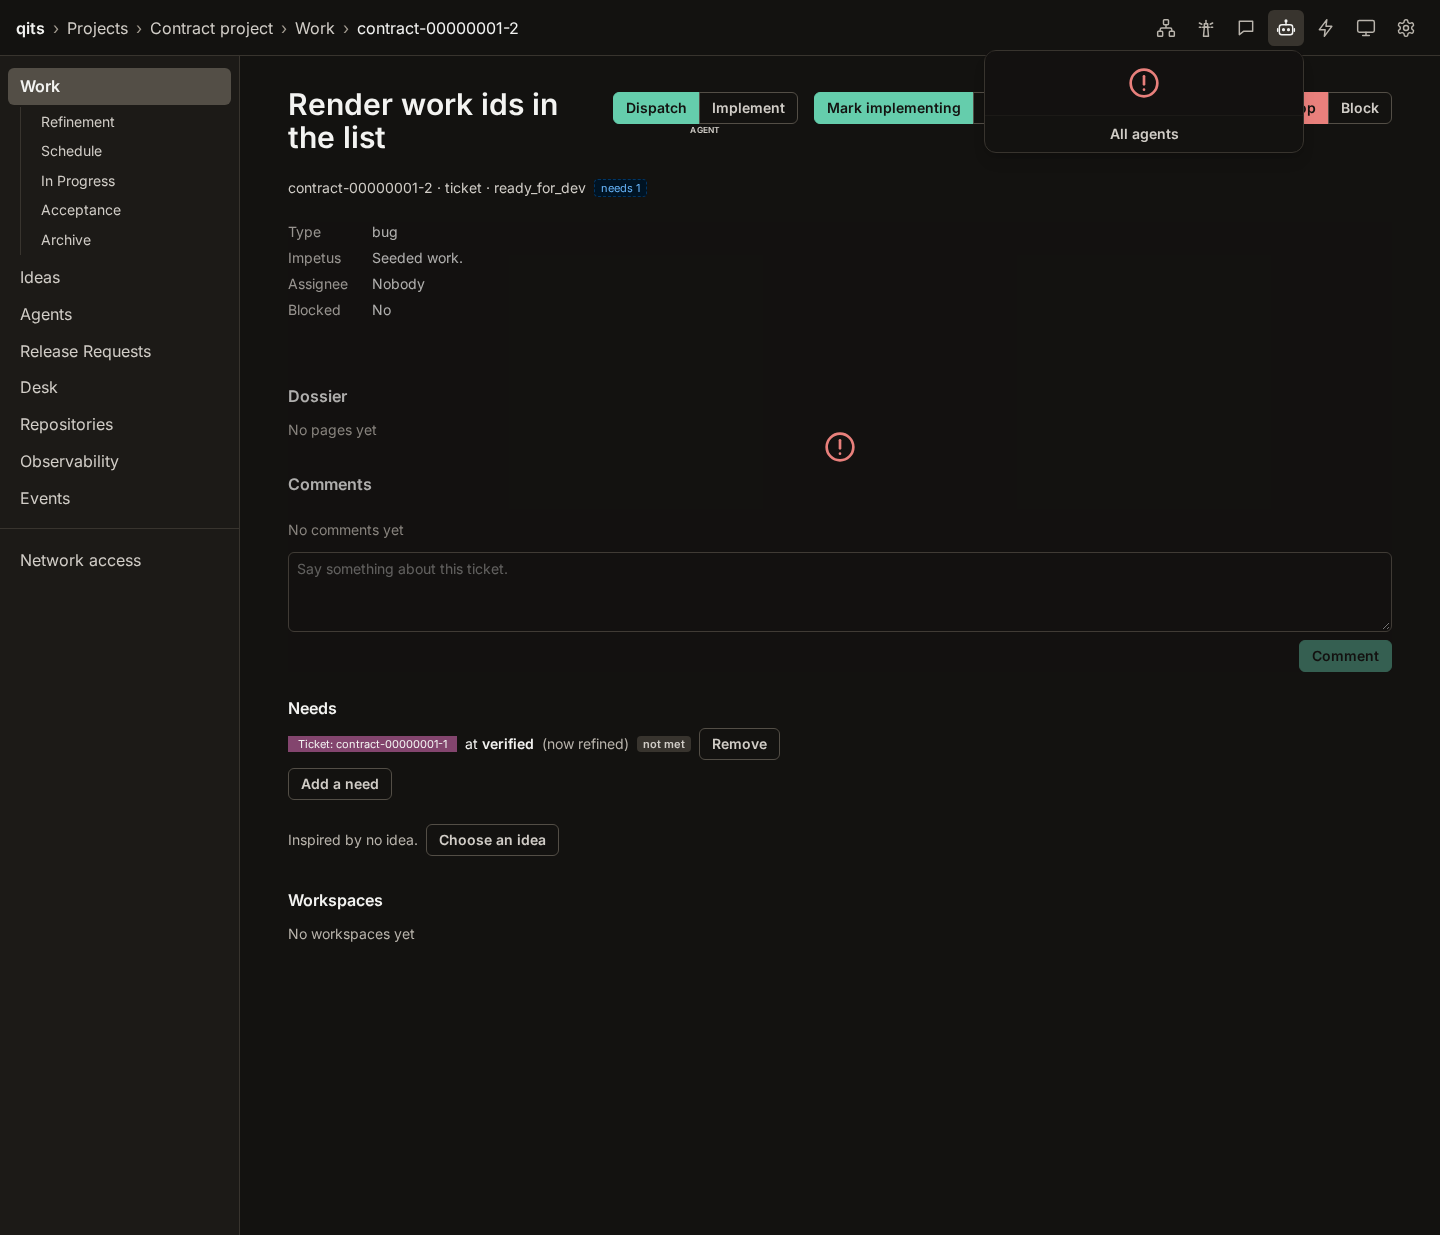 qits › Projects › Contract project › Work › contract-00000001-2
Work
Refinement
Schedule
In Progress
Acceptance
Archive
Ideas
Agents
Release Requests
Desk
Repositories
Observability
Events
Network access
Render work ids in
the list
Dispatch
Implement
AGENT
Mark implementing
Block
All agents
contract-00000001-2 · ticket · ready_for_dev
needs 1
Type bug
Impetus Seeded work.
Assignee Nobody
Blocked No
Dossier
No pages yet
Comments
No comments yet
Say something about this ticket.
Comment
Needs
Ticket: contract-00000001-1 at verified (now refined) not met Remove
Add a need
Inspired by no idea. Choose an idea
Workspaces
No workspaces yet